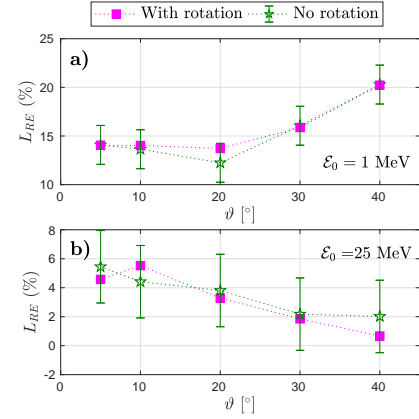 With rotation No rotation
a)
25
20
15
10
L_RE (%)
ℰ₀ = 1 MeV
0 10 20 30 40
ϑ [°]
b)
ℰ₀ =25 MeV
8
6
4
2
0
-2
L_RE (%)
0 10 20 30 40
ϑ [°]